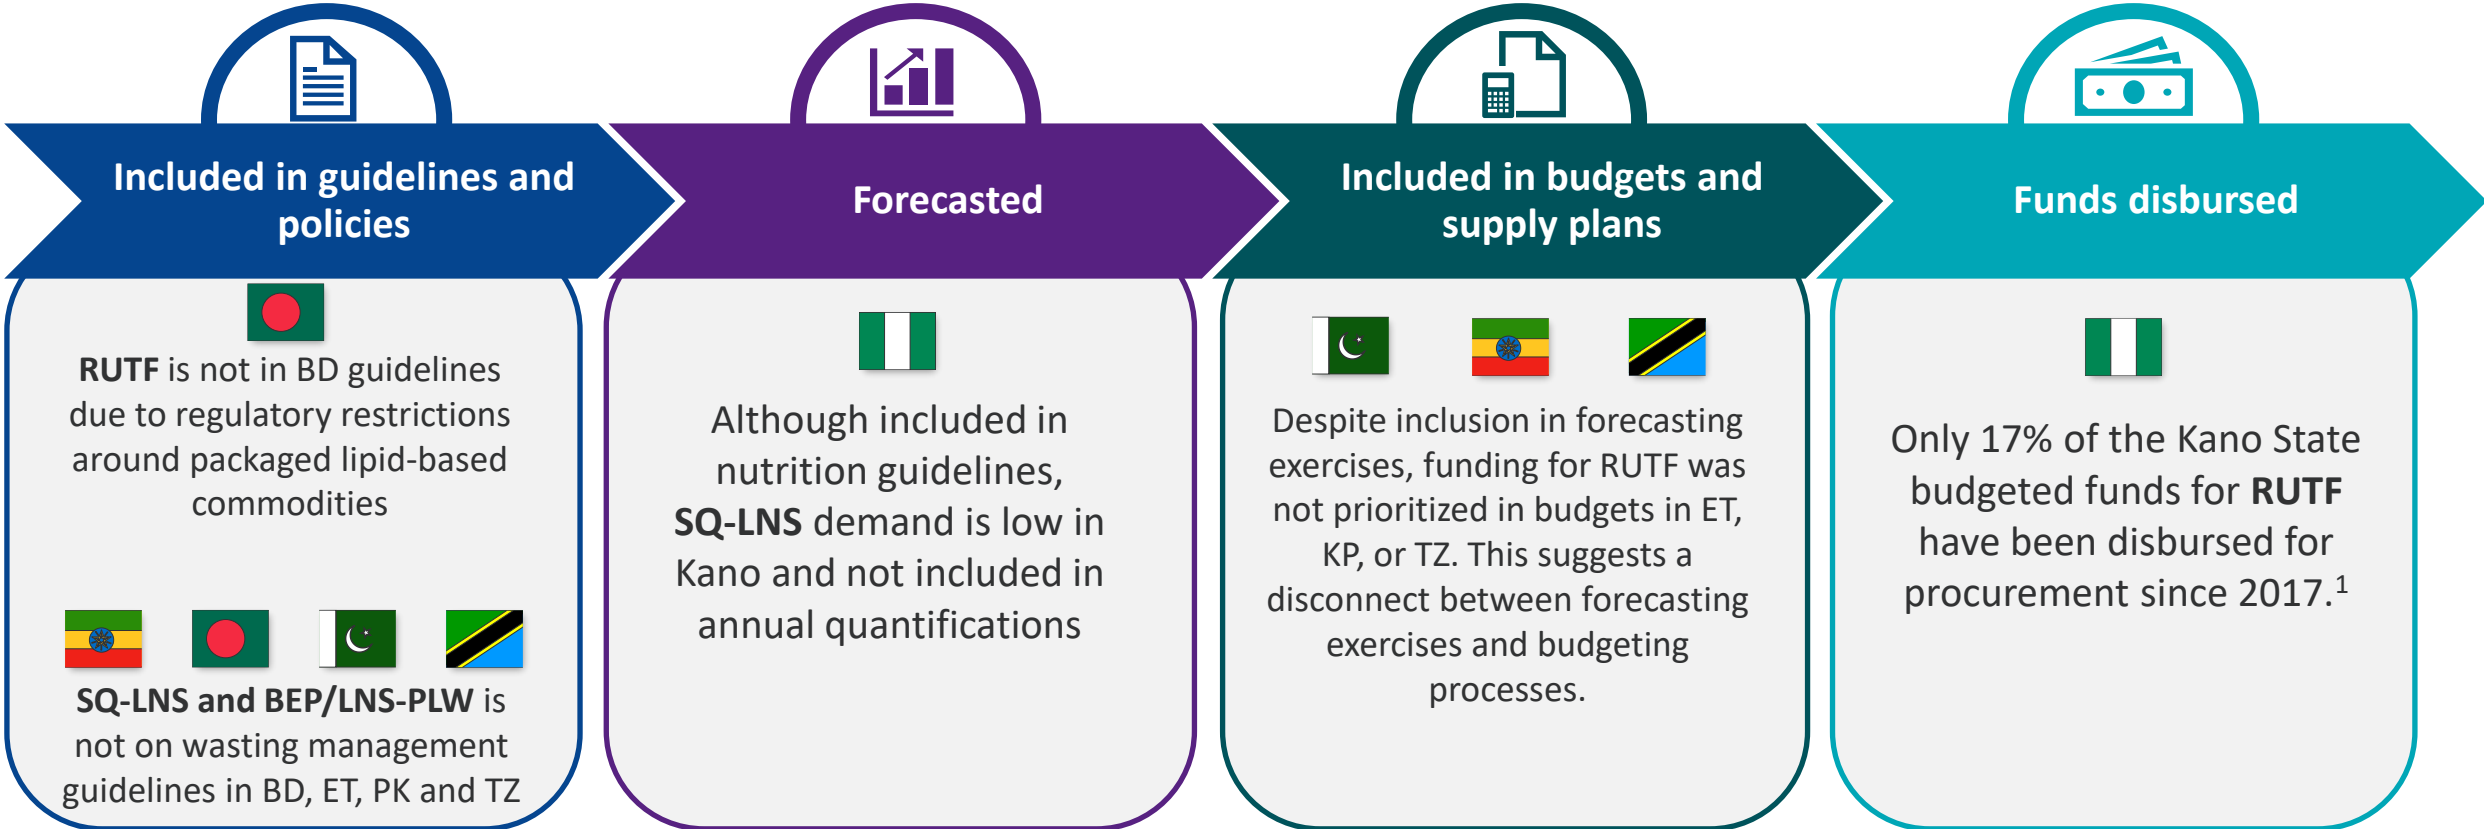 Included in guidelines and
policies
RUTF is not in BD guidelines
due to regulatory restrictions
around packaged lipid-based
commodities
SQ-LNS and BEP/LNS-PLW is
not on wasting management
guidelines in BD, ET, PK and TZ
Forecasted
Although included in
nutrition guidelines,
SQ-LNS demand is low in
Kano and not included in
annual quantifications
Included in budgets and
supply plans
Despite inclusion in forecasting
exercises, funding for RUTF was
not prioritized in budgets in ET,
KP, or TZ. This suggests a
disconnect between forecasting
exercises and budgeting
processes.
Funds disbursed
Only 17% of the Kano State
budgeted funds for RUTF
have been disbursed for
procurement since 2017.¹